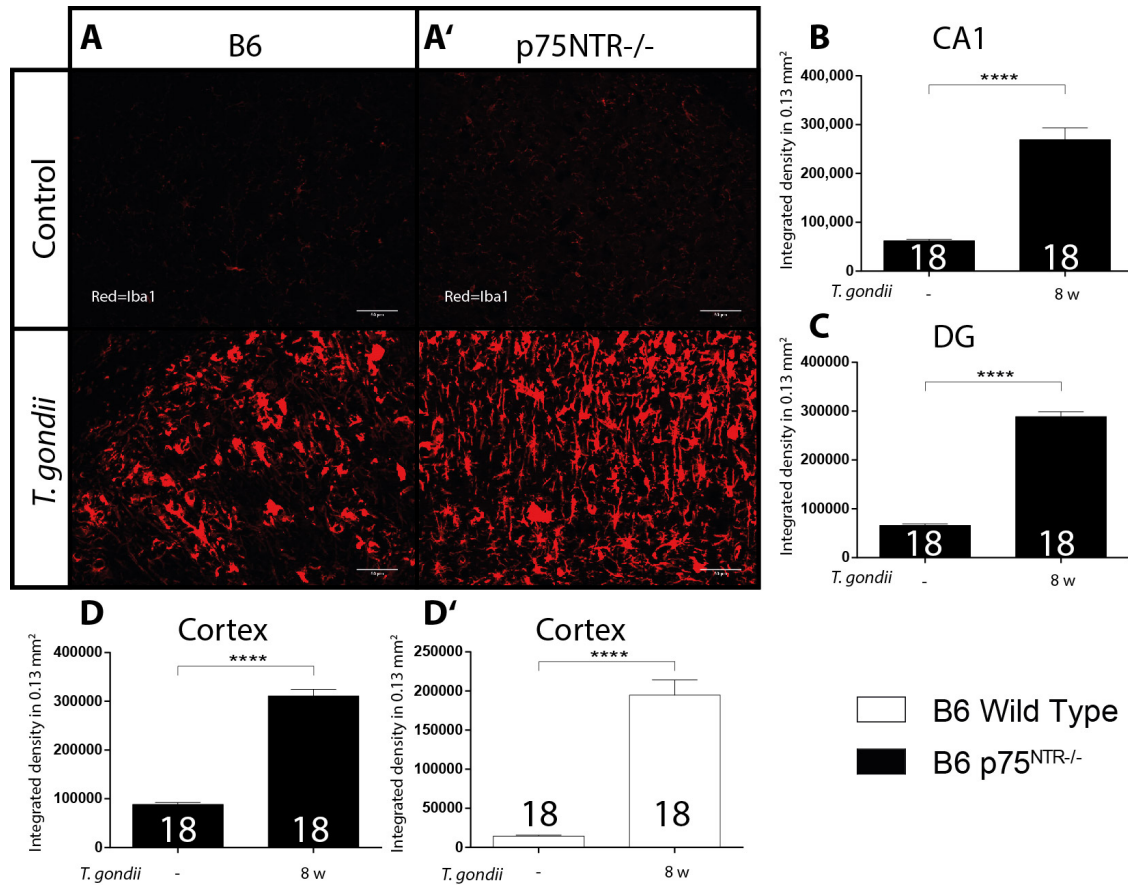 A
B6
A'
p75NTR-/-
Control
Red=Iba1
Red=Iba1
T. gondii
B
CA1
Integrated density in 0.13 mm²
400,000
300,000
200,000
100,000
0
****
18
18
T. gondii
-
8 w
C
DG
Integrated density in 0.13 mm²
400000
300000
200000
100000
0
****
18
18
T. gondii
-
8 w
D
Cortex
Integrated density in 0.13 mm²
400000
300000
200000
100000
0
****
18
18
T. gondii
-
8 w
D'
Cortex
Integrated density in 0.13 mm²
250000
200000
150000
100000
50000
0
****
18
18
T. gondii
-
8 w
B6 Wild Type
B6 p75NTR-/-